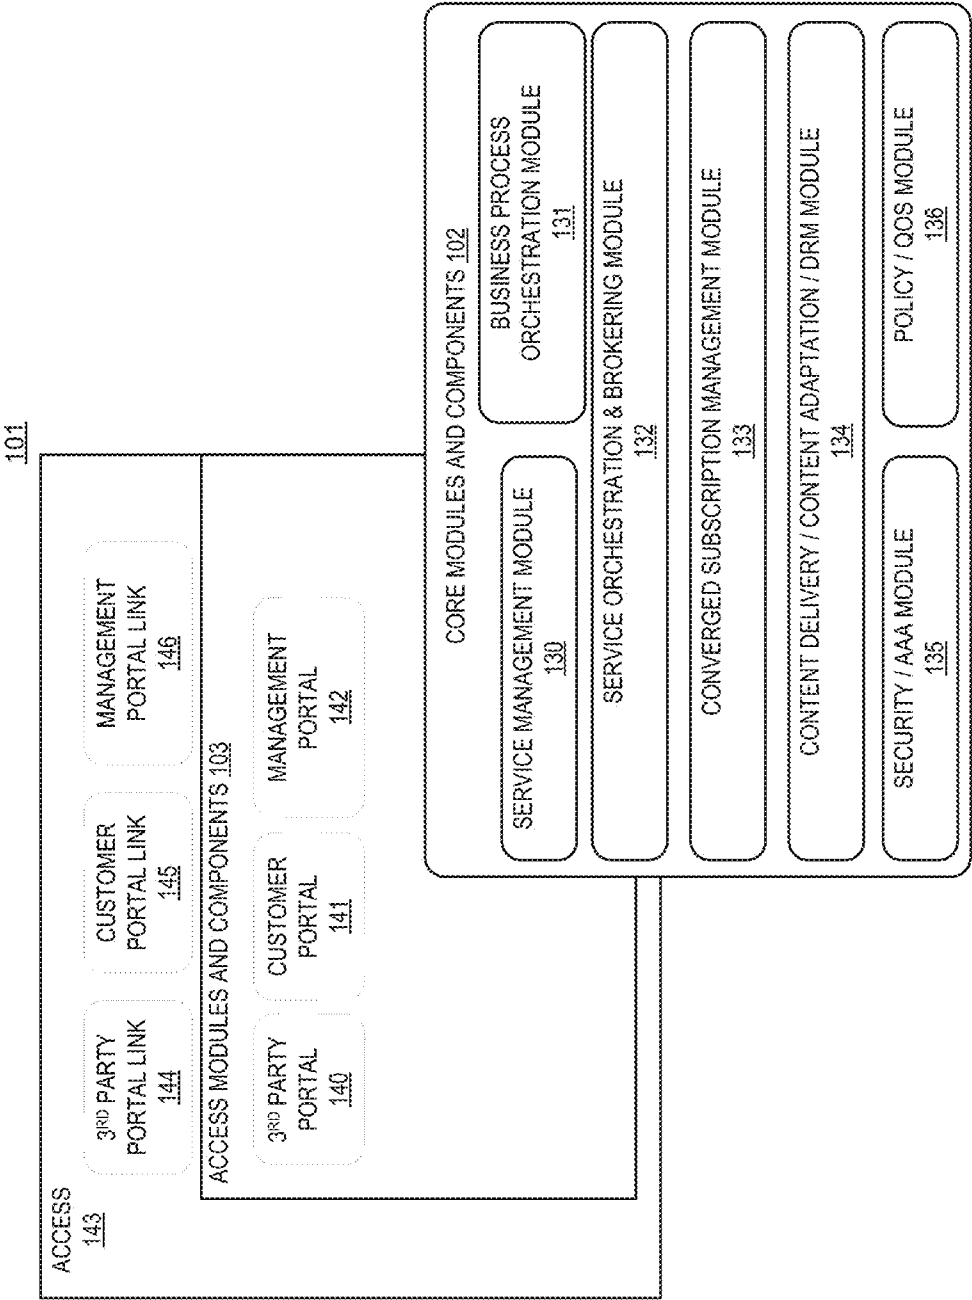 101
ACCESS
143
3RD PARTY
PORTAL LINK
144
CUSTOMER
PORTAL LINK
145
MANAGEMENT
PORTAL LINK
146
ACCESS MODULES AND COMPONENTS 103
3RD PARTY
PORTAL
140
CUSTOMER
PORTAL
141
MANAGEMENT
PORTAL
142
CORE MODULES AND COMPONENTS 102
SERVICE MANAGEMENT MODULE
130
BUSINESS PROCESS
ORCHESTRATION MODULE
131
SERVICE ORCHESTRATION & BROKERING MODULE
132
CONVERGED SUBSCRIPTION MANAGEMENT MODULE
133
CONTENT DELIVERY / CONTENT ADAPTATION / DRM MODULE
134
SECURITY / AAA MODULE
135
POLICY / QOS MODULE
136